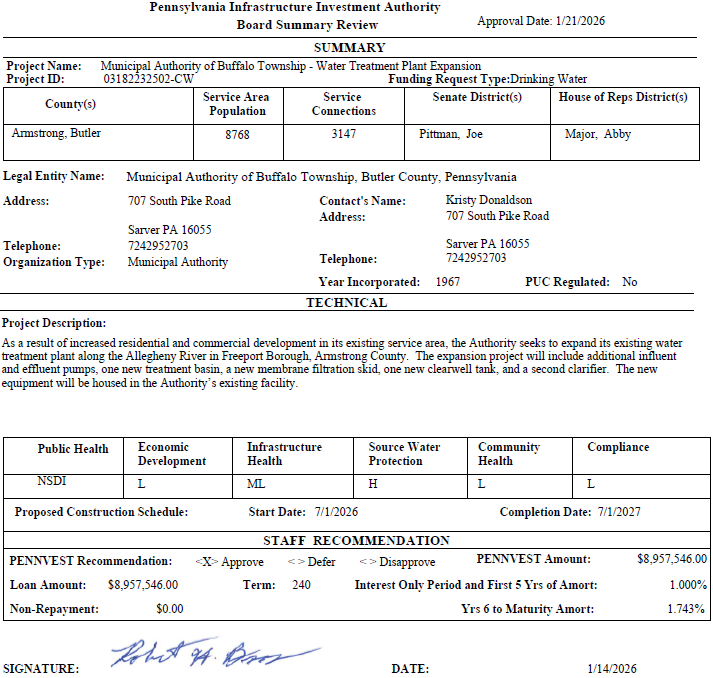 Pennsylvania Infrastructure Investment Authority
Board Summary Review
Approval Date: 1/21/2026
SUMMARY
Project Name: Municipal Authority of Buffalo Township - Water Treatment Plant Expansion
Project ID: 03182232502-CW Funding Request Type:Drinking Water
County(s) Service Area Population Service Connections Senate District(s) House of Reps District(s)
Armstrong, Butler 8768 3147 Pittman, Joe Major, Abby
Legal Entity Name: Municipal Authority of Buffalo Township, Butler County, Pennsylvania
Address: 707 South Pike Road Contact's Name: Kristy Donaldson
Address: 707 South Pike Road
Sarver PA 16055 Sarver PA 16055
Telephone: 7242952703 Telephone: 7242952703
Organization Type: Municipal Authority
Year Incorporated: 1967 PUC Regulated: No
TECHNICAL
Project Description:
As a result of increased residential and commercial development in its existing service area, the Authority seeks to expand its existing water
treatment plant along the Allegheny River in Freeport Borough, Armstrong County. The expansion project will include additional influent
and effluent pumps, one new treatment basin, a new membrane filtration skid, one new clearwell tank, and a second clarifier. The new
equipment will be housed in the Authority's existing facility.
Public Health Economic Development Infrastructure Health Source Water Protection Community Health Compliance
NSDI L ML H L L
Proposed Construction Schedule: Start Date: 7/1/2026 Completion Date: 7/1/2027
STAFF RECOMMENDATION
PENNVEST Recommendation: <X> Approve < > Defer < > Disapprove PENNVEST Amount: $8,957,546.00
Loan Amount: $8,957,546.00 Term: 240 Interest Only Period and First 5 Yrs of Amort: 1.000%
Non-Repayment: $0.00 Yrs 6 to Maturity Amort: 1.743%
SIGNATURE: DATE: 1/14/2026